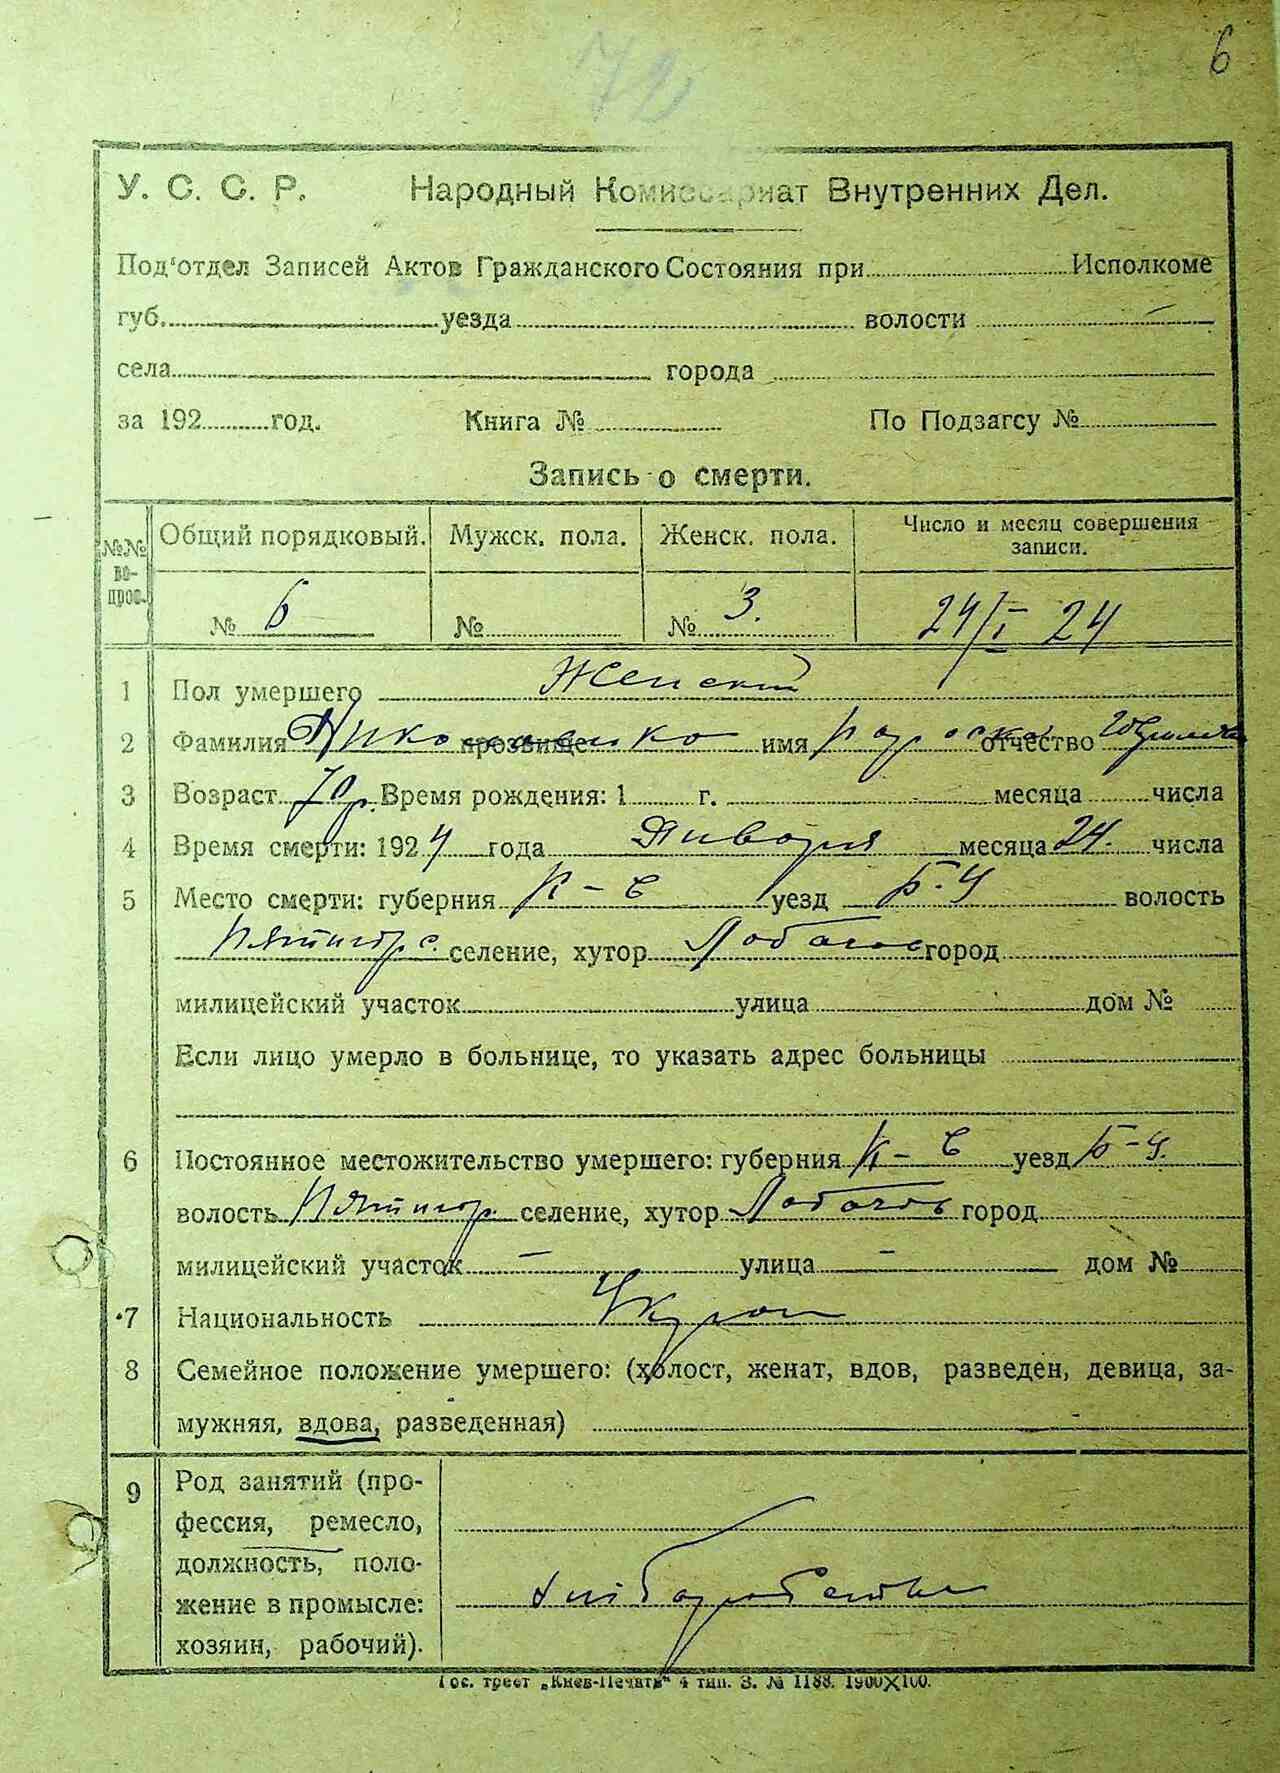 6
72
У. С. С. Р. Народный Комиссариат Внутренних Дел.
Под'отдел Записей Актов Гражданского Состояния при Исполкоме
губ. уезда волости
села города
за 192 год. Книга № По Подзагсу №
Запись о смерти.
№№ во- прос. Общий порядковый. Мужск. пола. Женск. пола. Число и месяц совершения записи.
№ 6 № № 3. 24/I 24
1 Пол умершего Женский
2 Фамилия прозвище имя отчество
3 Возраст 70 р. Время рождения: 1 г. месяца числа
4 Время смерти: 1924 года Января месяца 24. числа
5 Место смерти: губерния К-в уезд Б-Ц волость
Пятигор. селение, хутор город
милицейский участок улица дом №
Если лицо умерло в больнице, то указать адрес больницы
6 Постоянное местожительство умершего: губерния К-в уезд Б-Ц.
волость Пятигор. селение, хутор Лобачев город
милицейский участок – улица – дом №
7 Национальность
8 Семейное положение умершего: (холост, женат, вдов, разведен, девица, за-
мужняя, вдова, разведенная)
9 Род занятий (про-
фессия, ремесло,
должность, поло-
жение в промысле:
хозяин, рабочий).
Гос. трест „Киев-Печать" 4 тип. З. № 1188. 1900X100.